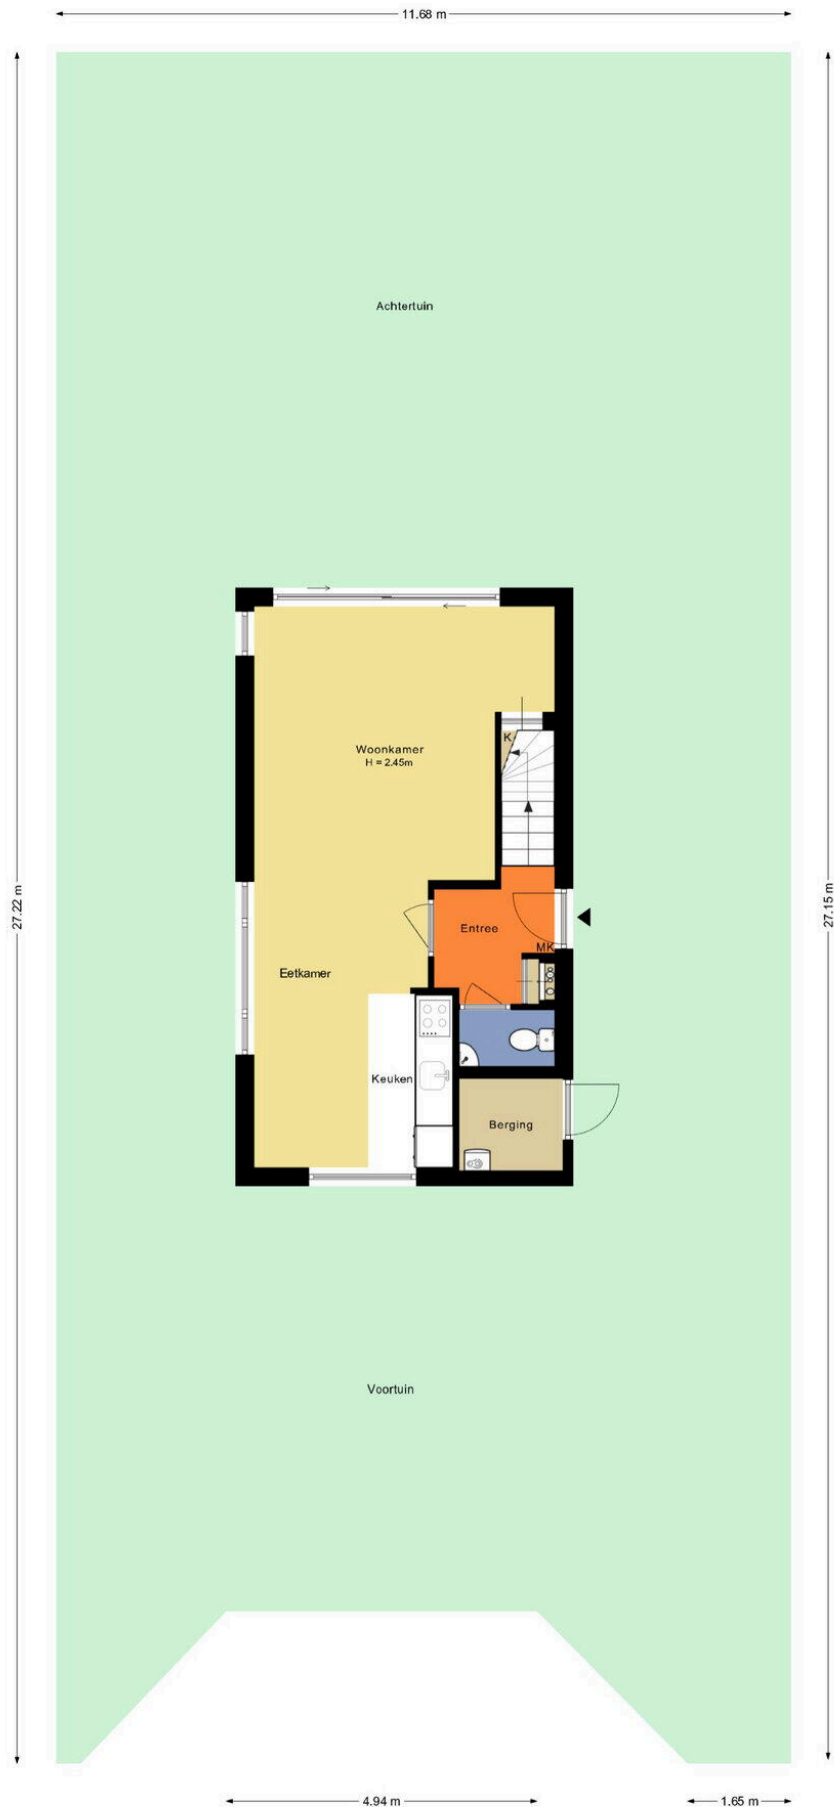 11.68 m
27.22 m
27.15 m
Achtertuin
Woonkamer
H = 2.45m
K
Entree
MK
Eetkamer
Keuken
Berging
Voortuin
4.94 m
1.65 m